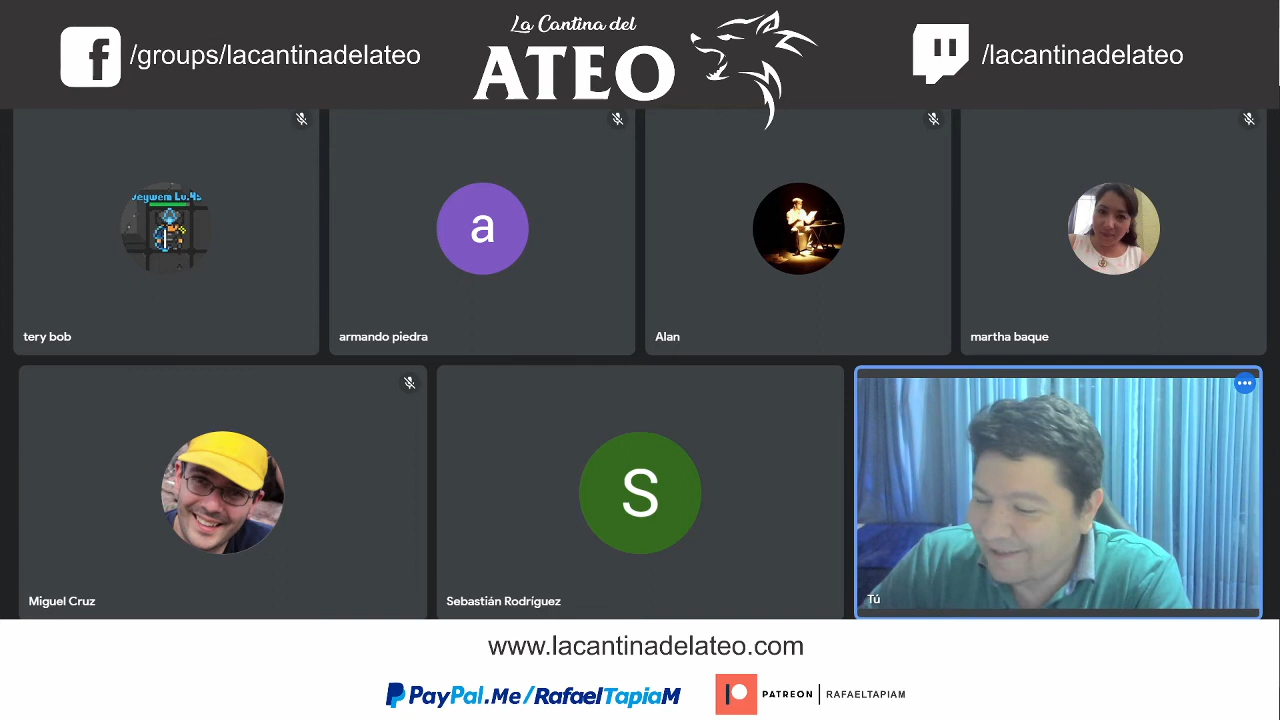 /groups/lacantinadelateo
La Cantina del
ATEO
/lacantinadelateo
tery bob
a
armando piedra
Alan
martha baque
Miguel Cruz
S
Sebastián Rodríguez
Tú
www.lacantinadelateo.com
PayPal.Me/RafaelTapiaM
PATREON | RAFAELTAPIAM